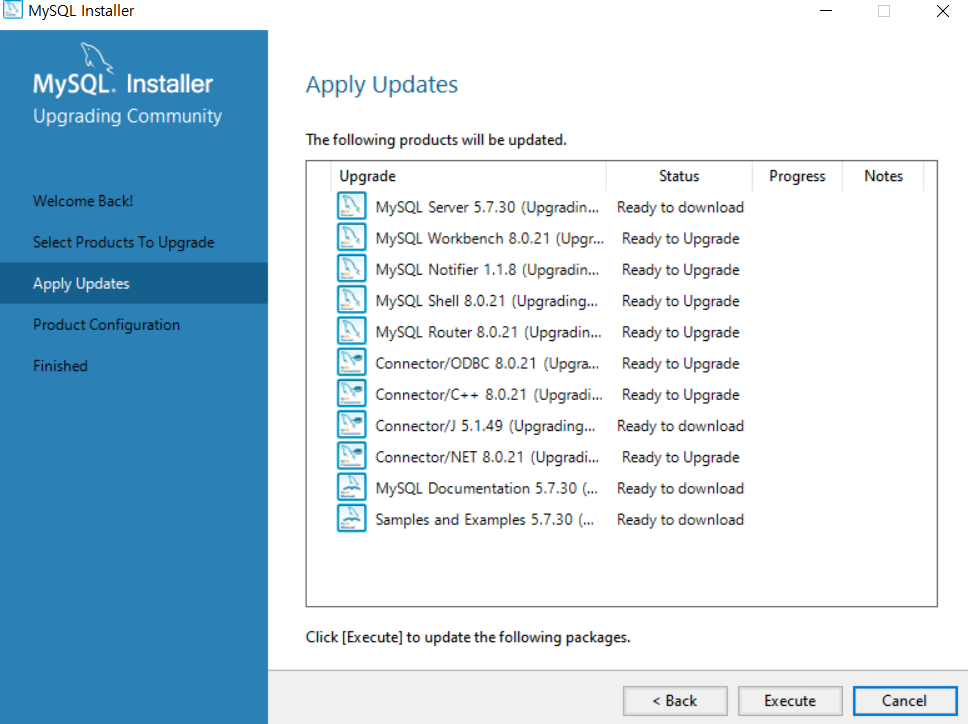 MySQL Installer
MySQL. Installer
Upgrading Community
Welcome Back!
Select Products To Upgrade
Apply Updates
Product Configuration
Finished
Apply Updates
The following products will be updated.
Upgrade Status Progress Notes
MySQL Server 5.7.30 (Upgradin... Ready to download
MySQL Workbench 8.0.21 (Upgr... Ready to Upgrade
MySQL Notifier 1.1.8 (Upgradin... Ready to Upgrade
MySQL Shell 8.0.21 (Upgrading... Ready to Upgrade
MySQL Router 8.0.21 (Upgradin... Ready to Upgrade
Connector/ODBC 8.0.21 (Upgra... Ready to Upgrade
Connector/C++ 8.0.21 (Upgradi... Ready to Upgrade
Connector/J 5.1.49 (Upgrading... Ready to download
Connector/NET 8.0.21 (Upgradi... Ready to Upgrade
MySQL Documentation 5.7.30 (... Ready to download
Samples and Examples 5.7.30 (... Ready to download
Click [Execute] to update the following packages.
< Back Execute Cancel